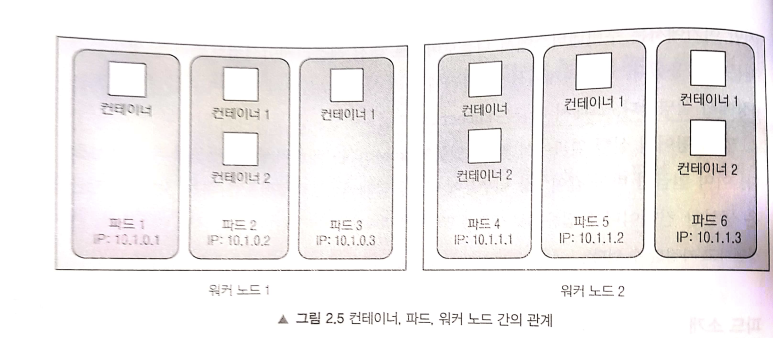 컨테이너
컨테이너 1
컨테이너 2
컨테이너 1
파드 1
IP: 10.1.0.1
파드 2
IP: 10.1.0.2
파드 3
IP: 10.1.0.3
워커 노드 1
컨테이너
컨테이너 2
컨테이너 1
컨테이너 1
컨테이너 2
파드 4
IP: 10.1.1.1
파드 5
IP: 10.1.1.2
파드 6
IP: 10.1.1.3
워커 노드 2
▲ 그림 2.5 컨테이너, 파드, 워커 노드 간의 관계